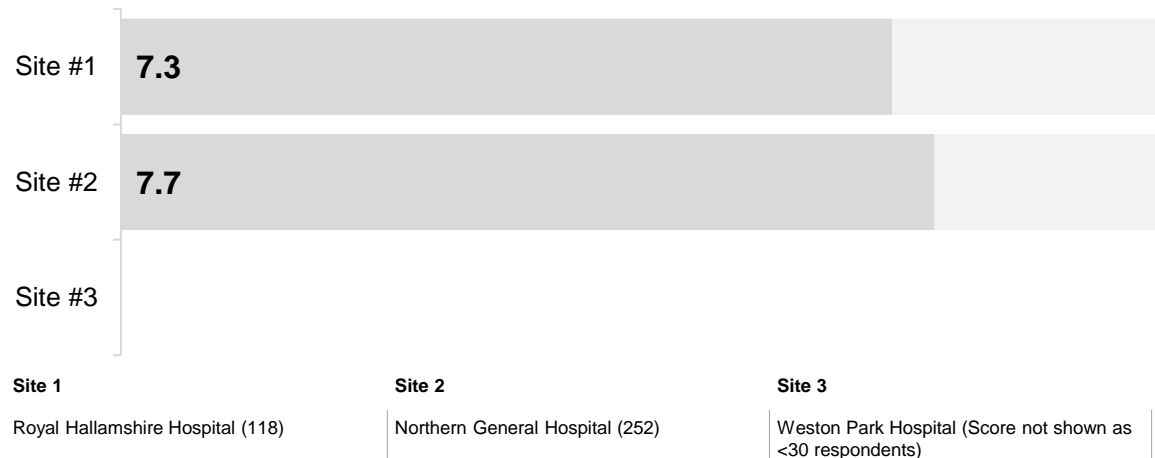 Site #1
7.3
Site #2
7.7
Site #3
Site 1
Site 2
Site 3
Royal Hallamshire Hospital (118)
Northern General Hospital (252)
Weston Park Hospital (Score not shown as
<30 respondents)